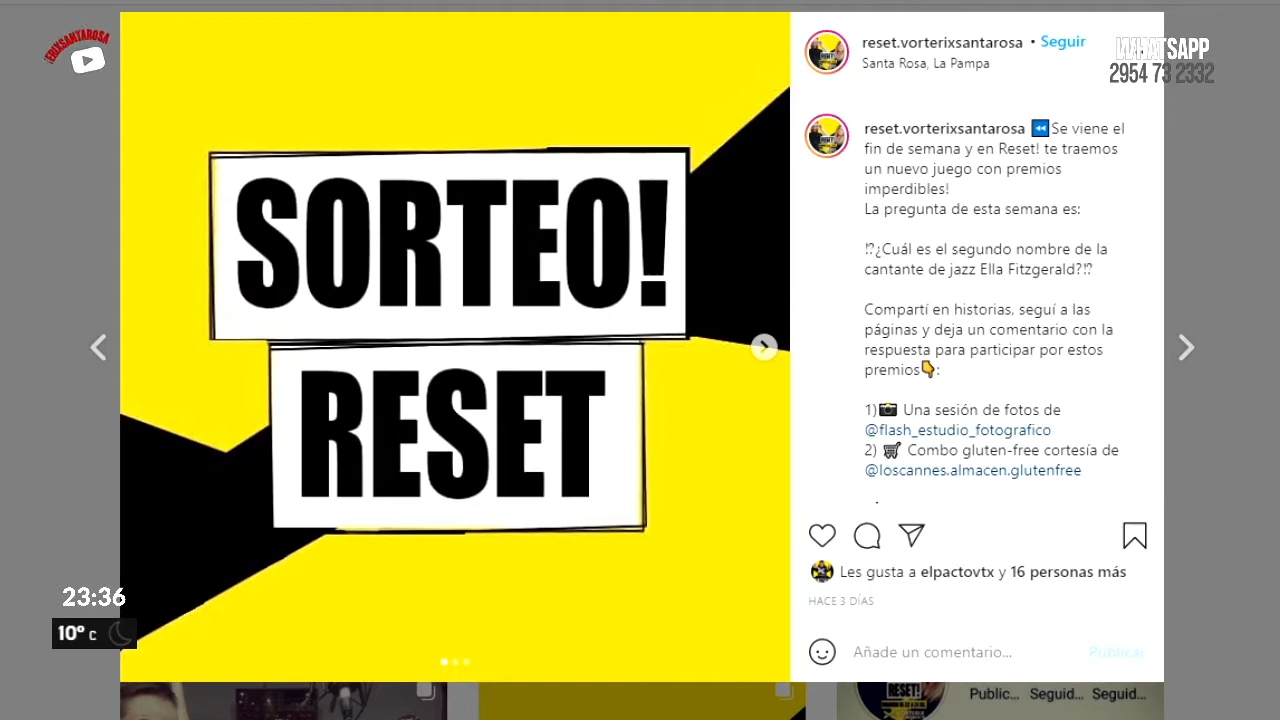 ERIXSANTAROSA
WHATSAPP
2954 73 2332
SORTEO!
RESET
reset.vorterixsantarosa • Seguir
Santa Rosa, La Pampa
reset.vorterixsantarosa ⏪Se viene el
fin de semana y en Reset! te traemos
un nuevo juego con premios
imperdibles!
La pregunta de esta semana es:
⁉¿Cuál es el segundo nombre de la
cantante de jazz Ella Fitzgerald?⁉
Compartí en historias, seguí a las
páginas y deja un comentario con la
respuesta para participar por estos
premios👇:
1)📸 Una sesión de fotos de
@flash_estudio_fotografico
2) 🛒 Combo gluten-free cortesía de
@loscannes.almacen.glutenfree
Les gusta a elpactovtx y 16 personas más
HACE 3 DÍAS
Añade un comentario... Publicar
23:36
10° c
RESET!
Public... Seguid... Seguid...